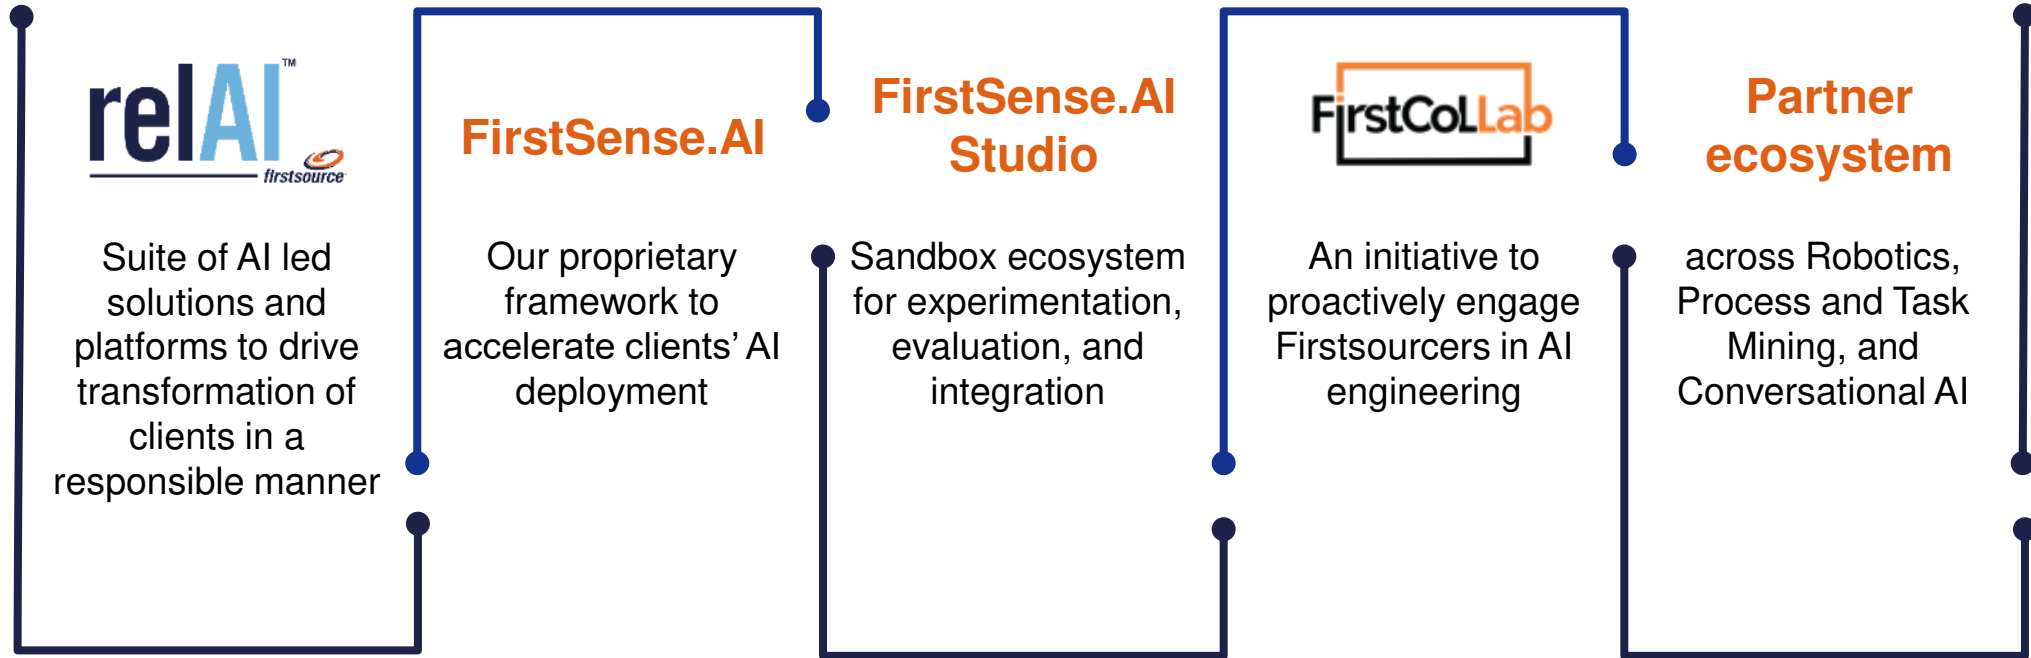 relAI™
firstsource
Suite of AI led
solutions and
platforms to drive
transformation of
clients in a
responsible manner
FirstSense.AI
Our proprietary
framework to
accelerate clients’ AI
deployment
FirstSense.AI
Studio
Sandbox ecosystem
for experimentation,
evaluation, and
integration
FirstCoLLab
An initiative to
proactively engage
Firstsourcers in AI
engineering
Partner
ecosystem
across Robotics,
Process and Task
Mining, and
Conversational AI